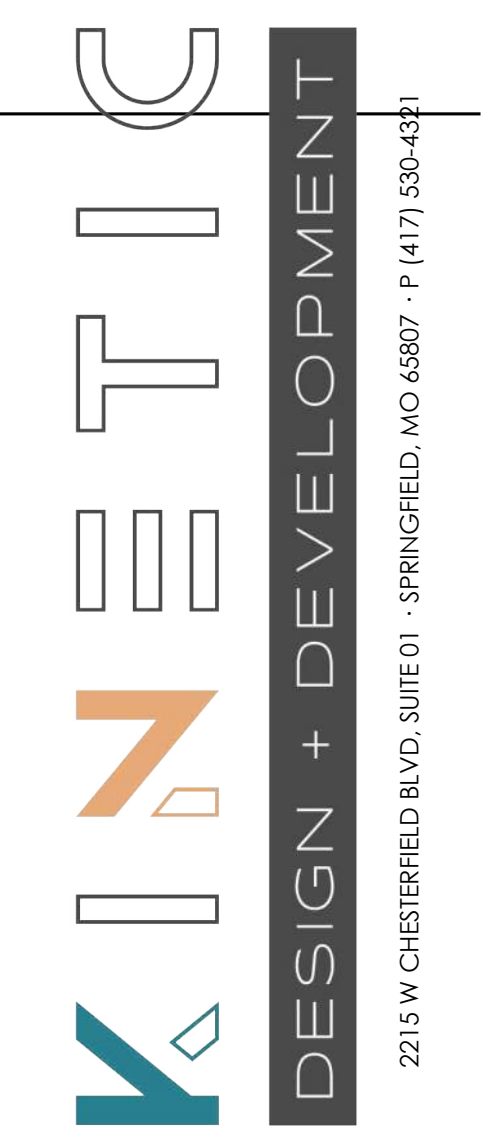 KINETIC
DESIGN + DEVELOPMENT
2215 W CHESTERFIELD BLVD, SUITE 01 · SPRINGFIELD, MO 65807 · P (417) 530-4321